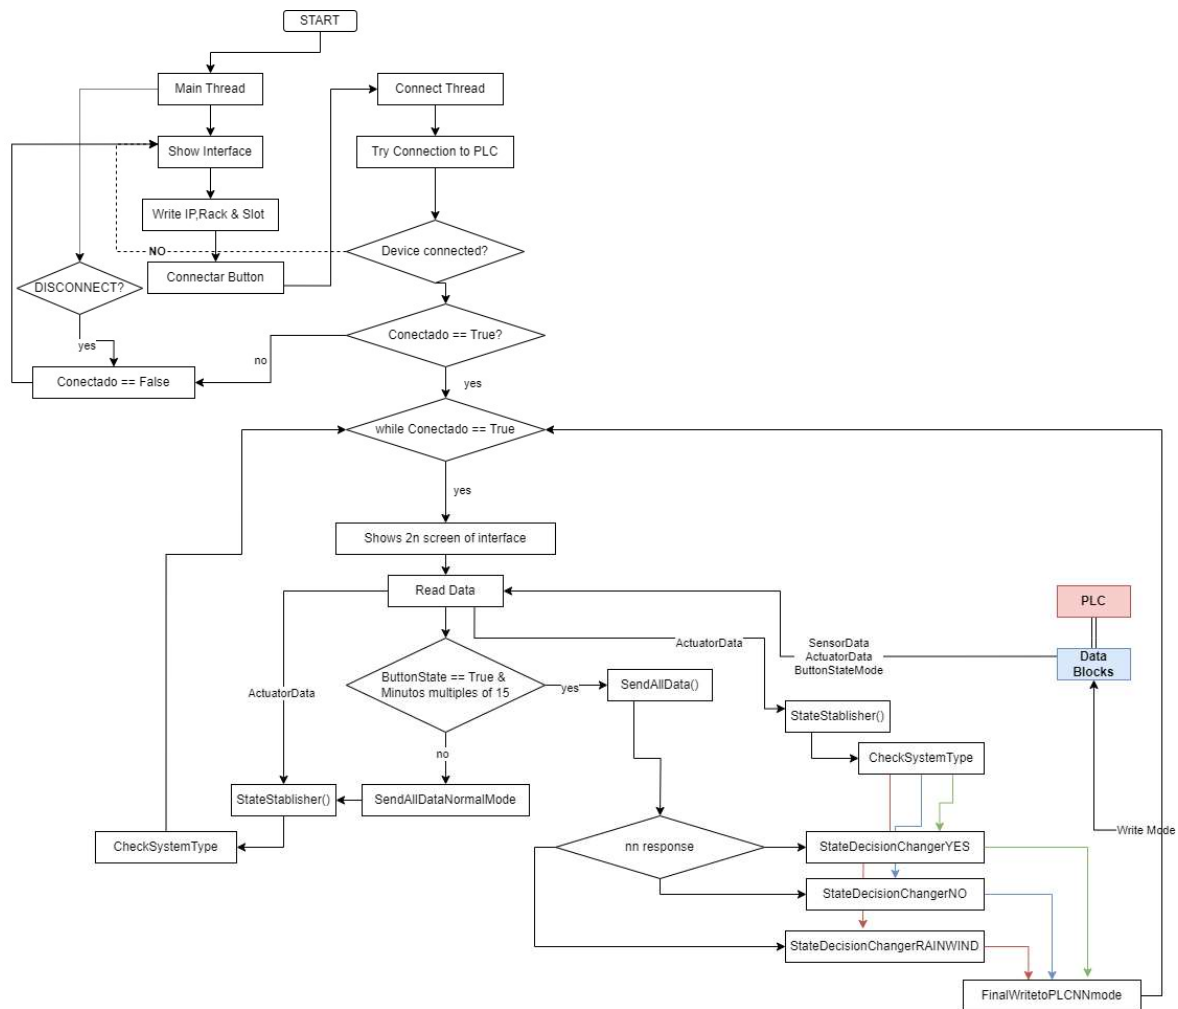 START
Main Thread
Connect Thread
Show Interface
Try Connection to PLC
Write IP,Rack & Slot
NO
Device connected?
Connectar Button
DISCONNECT?
Conectado == True?
yes
no
Conectado == False
yes
while Conectado == True
yes
Shows 2n screen of interface
Read Data
PLC
ActuatorData
SensorData
ActuatorData
ButtonStateMode
Data
Blocks
ButtonState == True &
Minutos multiples of 15
yes
SendAllData()
ActuatorData
StateStablisher()
no
CheckSystemType
StateStablisher()
SendAllDataNormalMode
Write Mode
CheckSystemType
nn response
StateDecisionChangerYES
StateDecisionChangerNO
StateDecisionChangerRAINWIND
FinalWritetoPLCNNmode